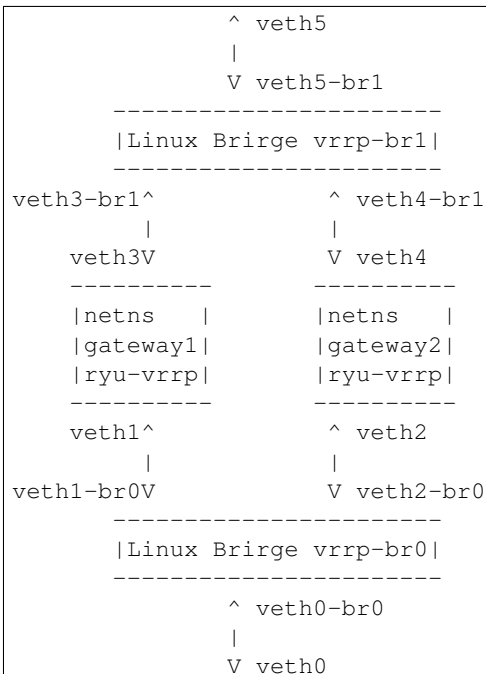 ^ veth5
|
V veth5-br1
-----------------------
|Linux Brirge vrrp-br1|
-----------------------
veth3-br1^            ^ veth4-br1
|            |
veth3V            V veth4
----------       ----------
|netns   |       |netns   |
|gateway1|       |gateway2|
|ryu-vrrp|       |ryu-vrrp|
----------       ----------
veth1^            ^ veth2
|            |
veth1-br0V            V veth2-br0
-----------------------
|Linux Brirge vrrp-br0|
-----------------------
^ veth0-br0
|
V veth0